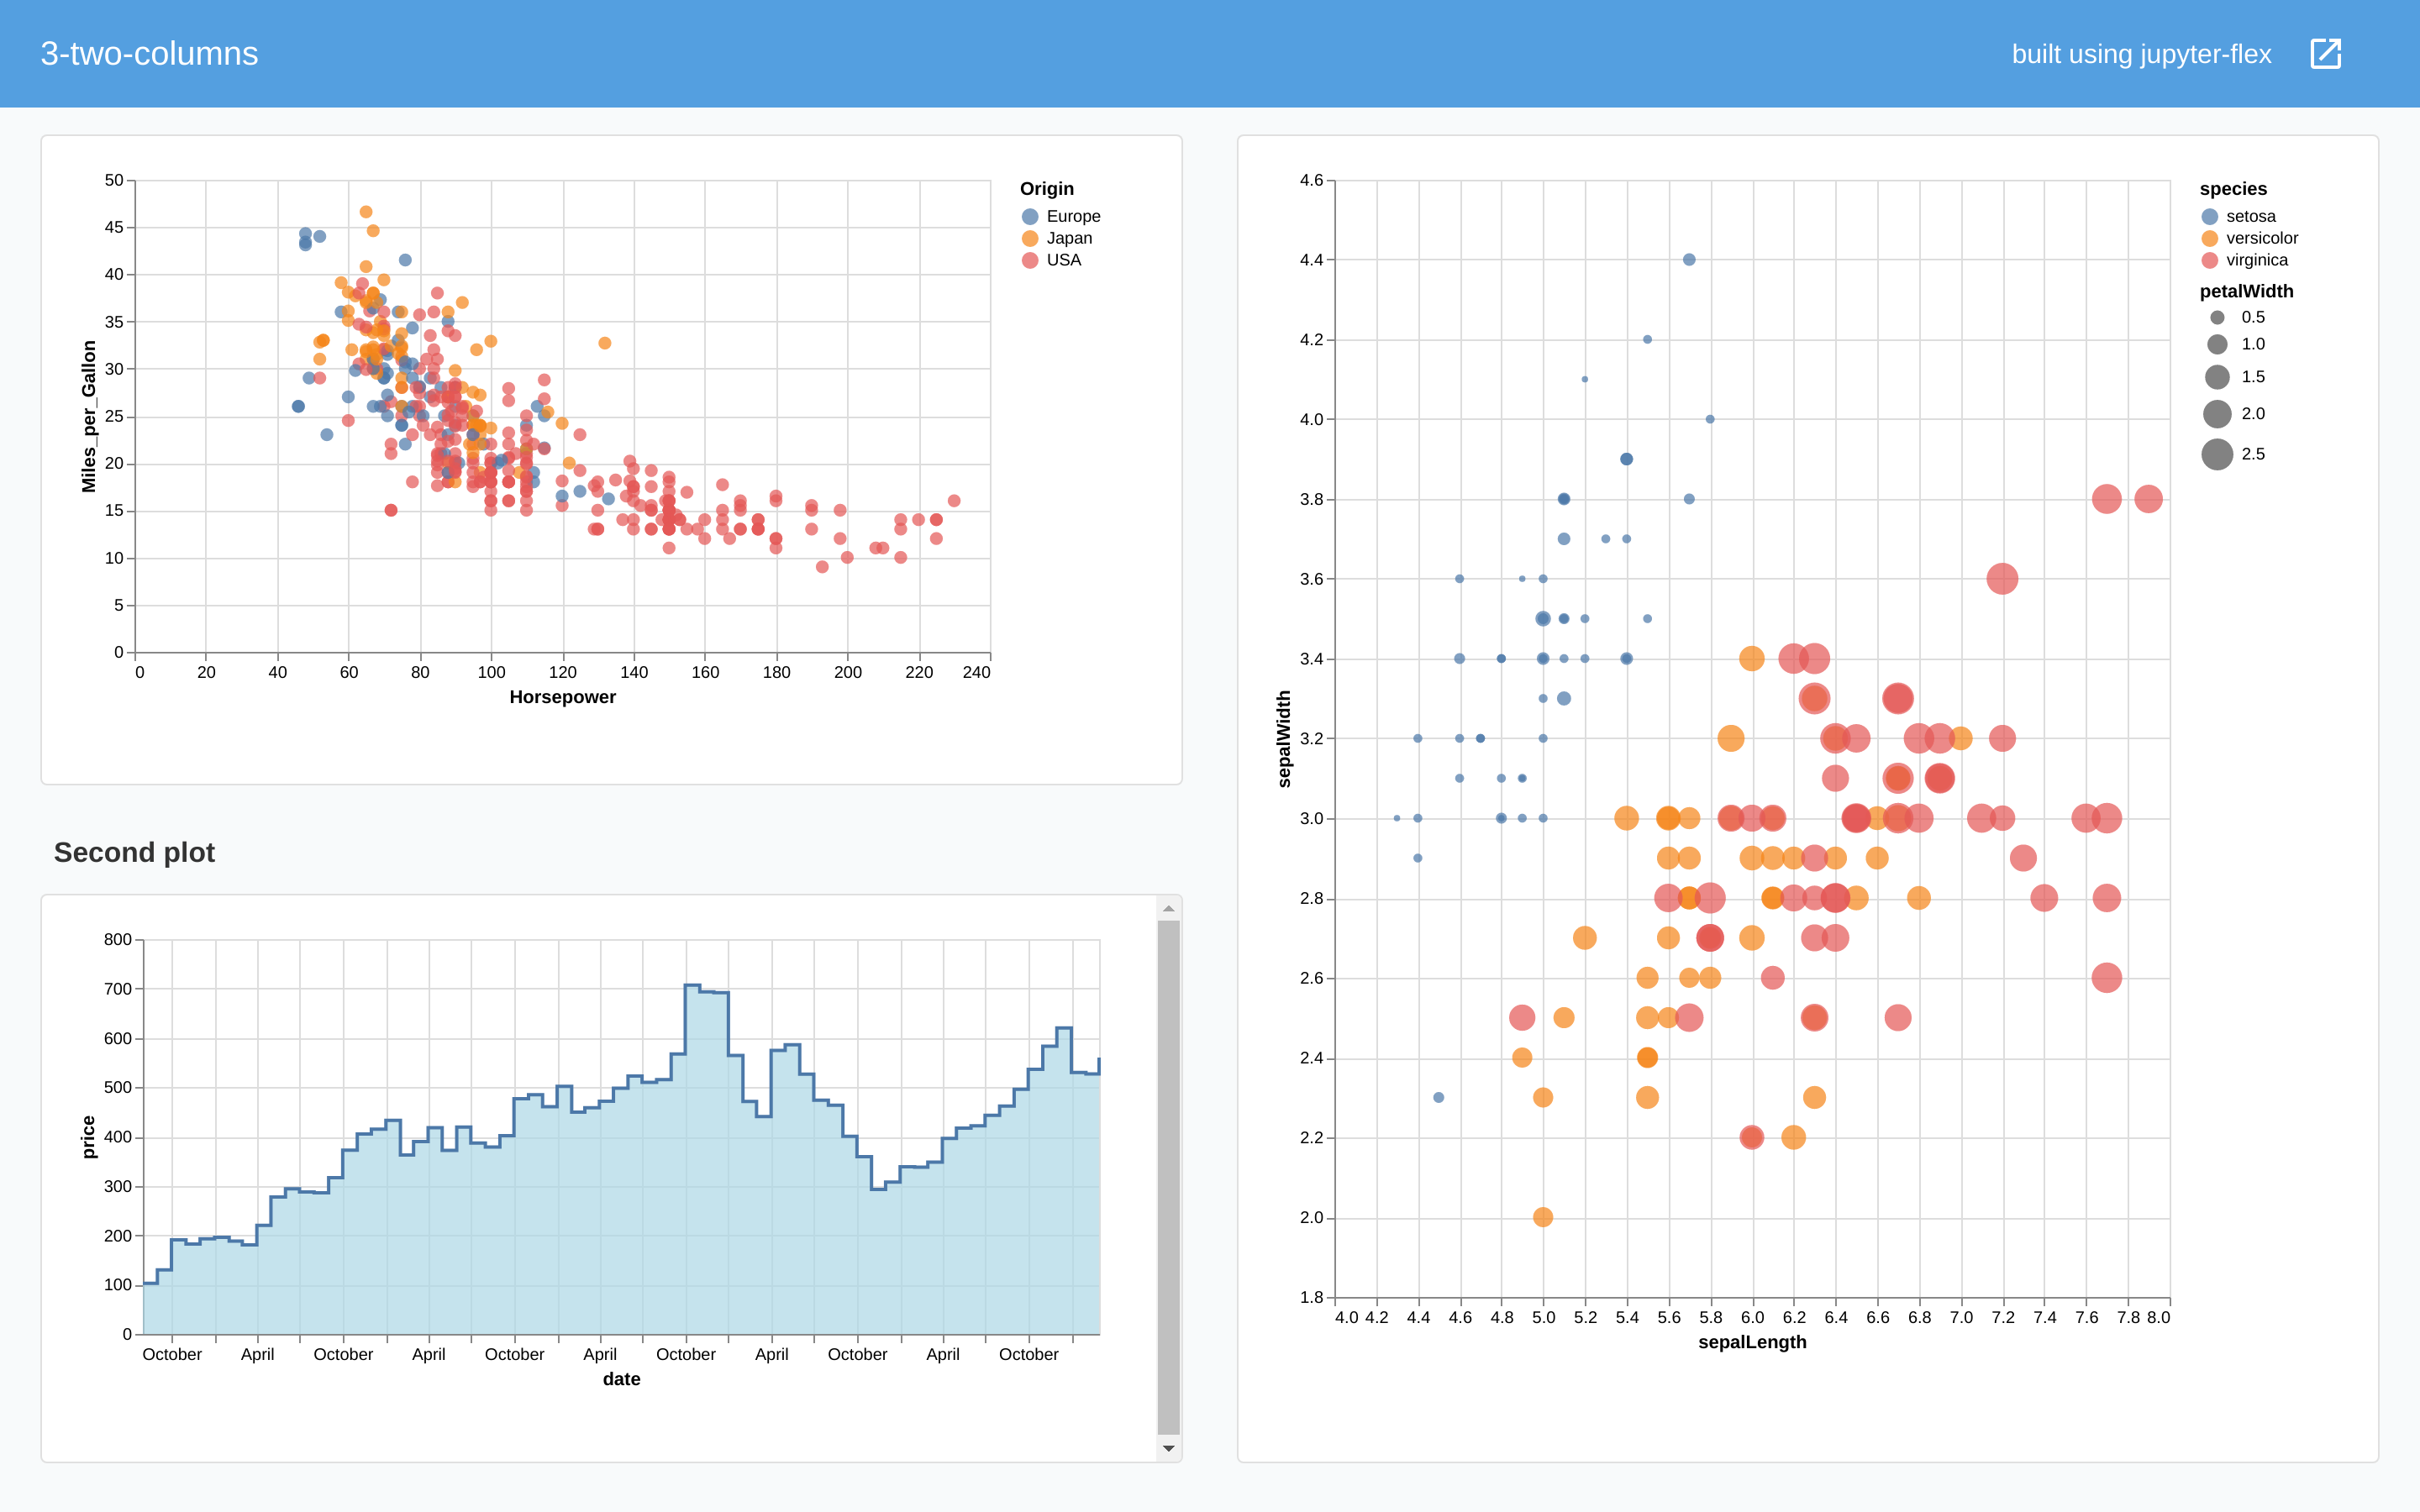 3-two-columns
built using jupyter-flex
50
45
40
35
30
25
20
15
10
5
0
Miles_per_Gallon
0 20 40 60 80 100 120 140 160 180 200 220 240
Horsepower
Origin
Europe
Japan
USA
Second plot
800
700
600
500
400
300
200
100
0
price
October April October April October April October April October April October
date
4.6
4.4
4.2
4.0
3.8
3.6
3.4
3.2
3.0
2.8
2.6
2.4
2.2
2.0
1.8
sepalWidth
4.0 4.2 4.4 4.6 4.8 5.0 5.2 5.4 5.6 5.8 6.0 6.2 6.4 6.6 6.8 7.0 7.2 7.4 7.6 7.8 8.0
sepalLength
species
setosa
versicolor
virginica
petalWidth
0.5
1.0
1.5
2.0
2.5